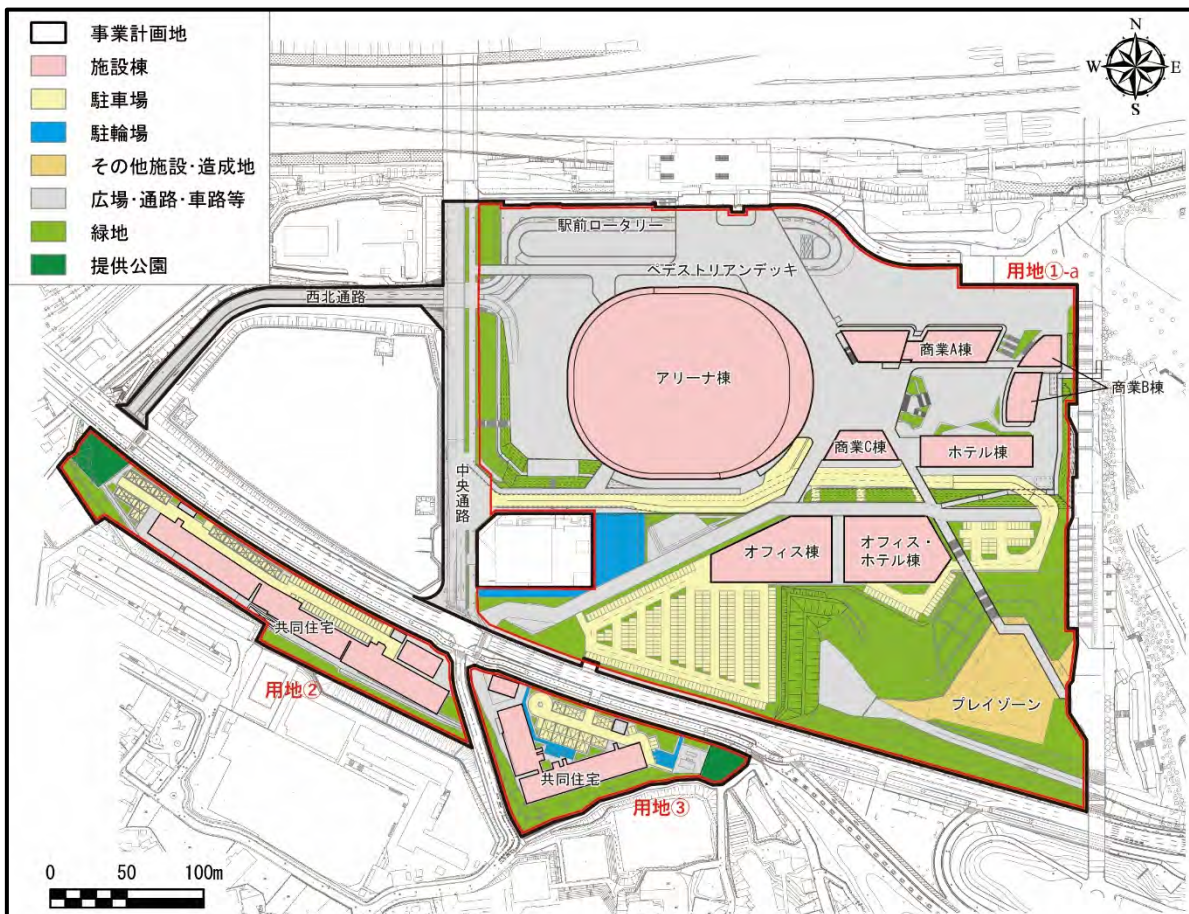 事業計画地
施設棟
駐車場
駐輪場
その他施設・造成地
広場・通路・車路等
緑地
提供公園
N
W E
S
駅前ロータリー
ペデストリアンデッキ
用地①-a
西北通路
商業A棟
アリーナ棟
商業B棟
商業C棟
ホテル棟
中央通路
オフィス棟
オフィス・
ホテル棟
共同住宅
用地②
プレイゾーン
共同住宅
用地③
0 50 100m